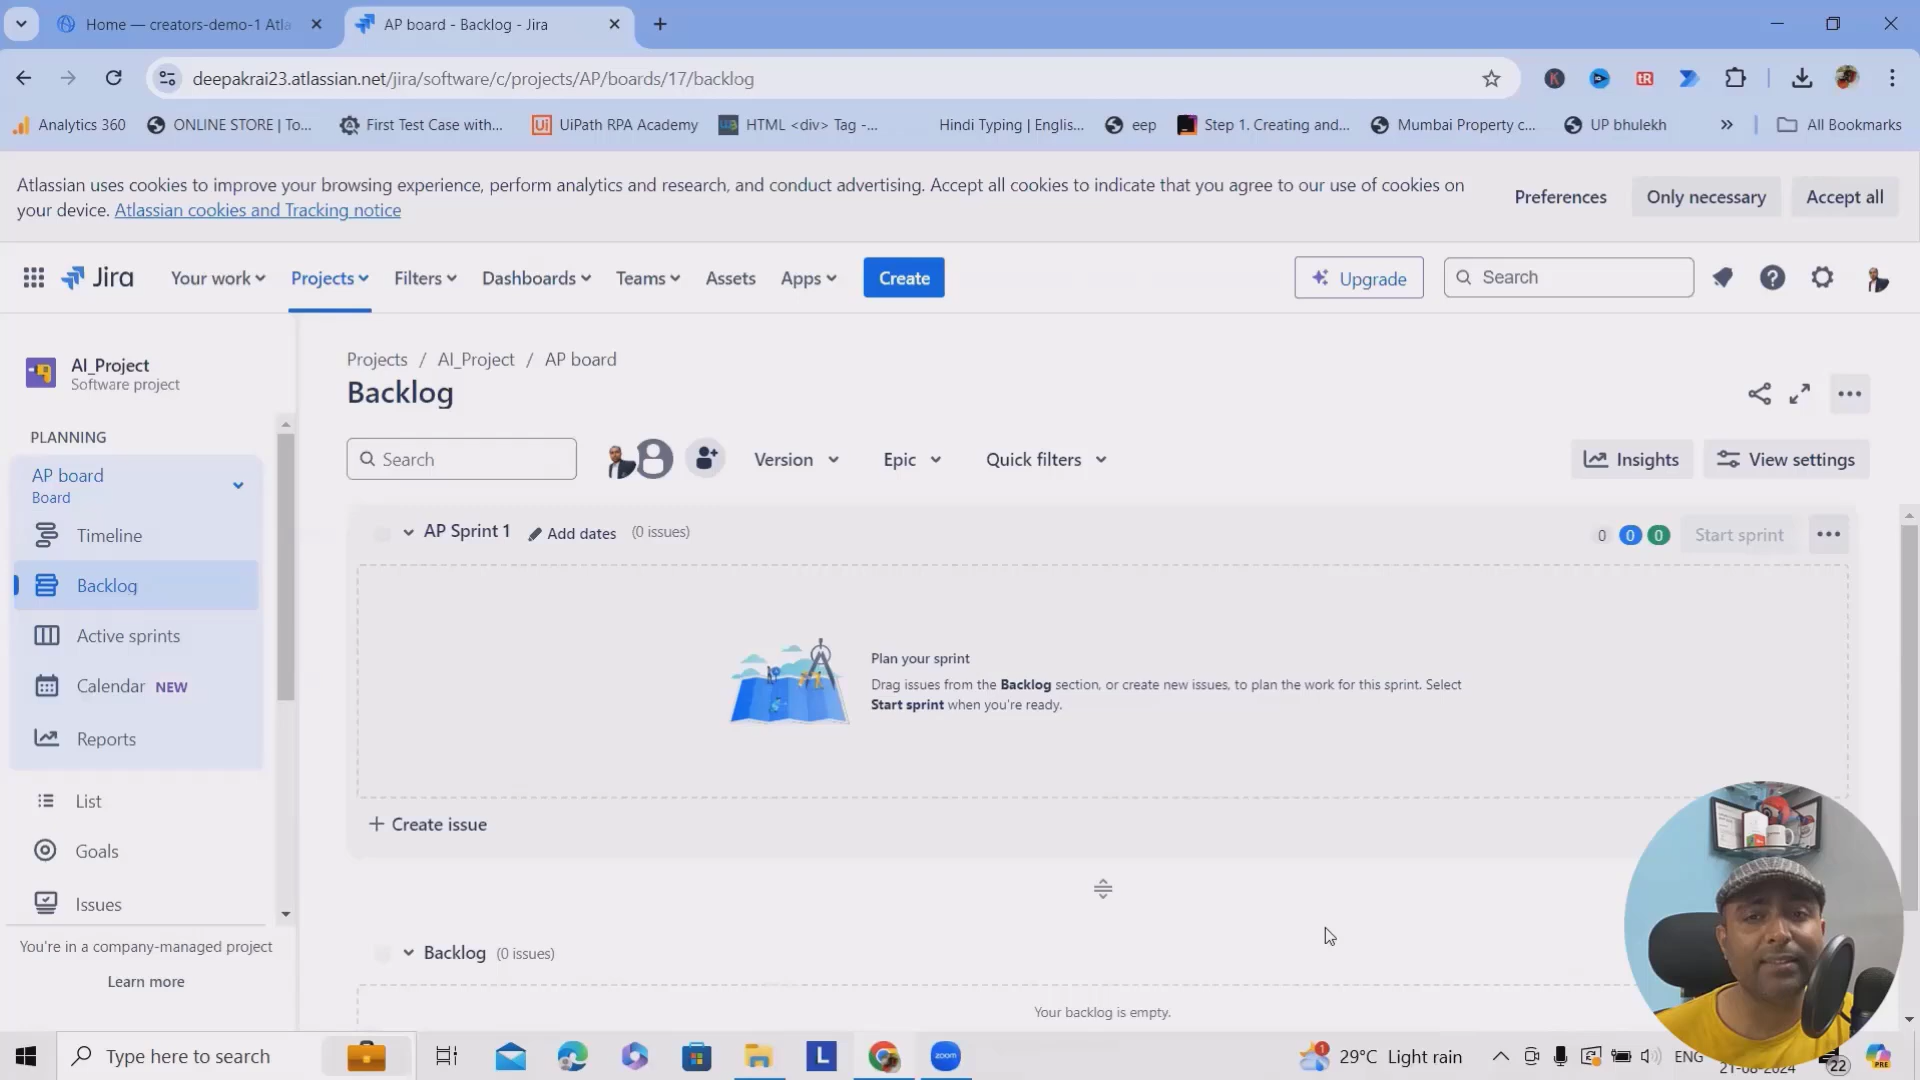 Home — creators-demo-1 Atla
AP board - Backlog - Jira
deepakrai23.atlassian.net/jira/software/c/projects/AP/boards/17/backlog
Analytics 360
ONLINE STORE | To...
First Test Case with...
UiPath RPA Academy
HTML <div> Tag -...
Hindi Typing | Englis...
eep
Step 1. Creating and...
Mumbai Property c...
UP bhulekh
All Bookmarks
Atlassian uses cookies to improve your browsing experience, perform analytics and research, and conduct advertising. Accept all cookies to indicate that you agree to our use of cookies on
your device. Atlassian cookies and Tracking notice
Preferences
Only necessary
Accept all
Jira
Your work
Projects
Filters
Dashboards
Teams
Assets
Apps
Create
Upgrade
Search
AI_Project
Software project
PLANNING
AP board
Board
Timeline
Backlog
Active sprints
Calendar NEW
Reports
List
Goals
Issues
You're in a company-managed project
Learn more
Projects / AI_Project / AP board
Backlog
Search
Version
Epic
Quick filters
Insights
View settings
AP Sprint 1
Add dates
(0 issues)
0 0 0
Start sprint
Plan your sprint
Drag issues from the Backlog section, or create new issues, to plan the work for this sprint. Select
Start sprint when you're ready.
+ Create issue
Backlog (0 issues)
Your backlog is empty.
Type here to search
L
zoom
1
29°C Light rain
ENG
21-08-2024
22
PRE